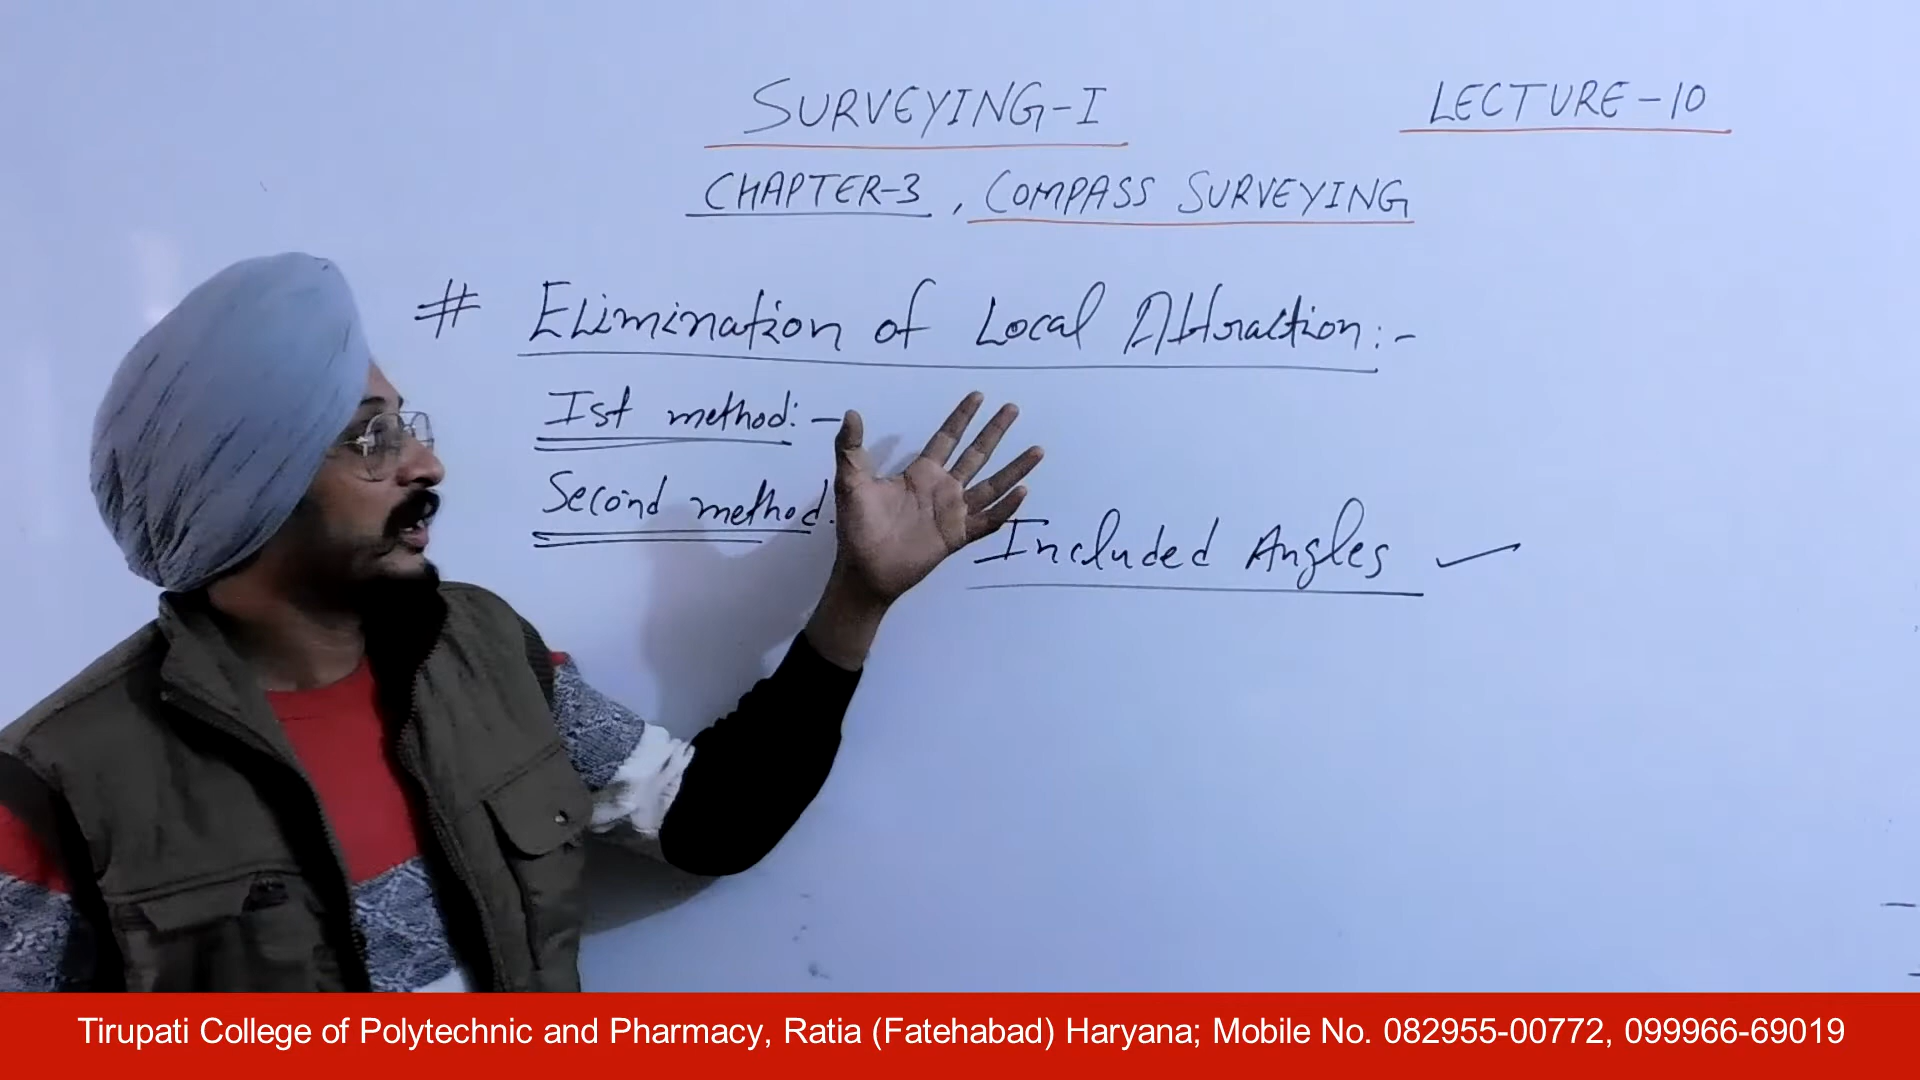 SURVEYING-I
LECTURE-10
CHAPTER-3, COMPASS SURVEYING
# Elimination of Local Attraction:-
Ist method:-
Second method:
Included Angles ✓
Tirupati College of Polytechnic and Pharmacy, Ratia (Fatehabad) Haryana; Mobile No. 082955-00772, 099966-69019